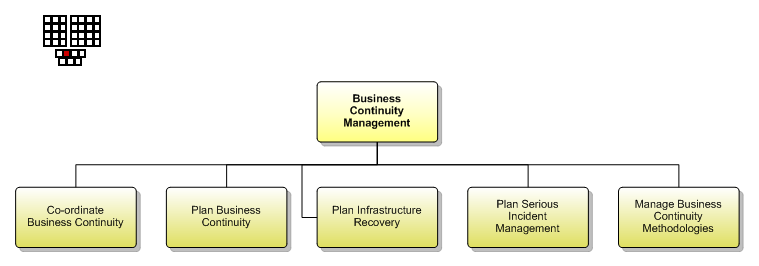 Business
Continuity
Management
Co-ordinate
Business Continuity
Plan Business
Continuity
Plan Infrastructure
Recovery
Plan Serious
Incident
Management
Manage Business
Continuity
Methodologies